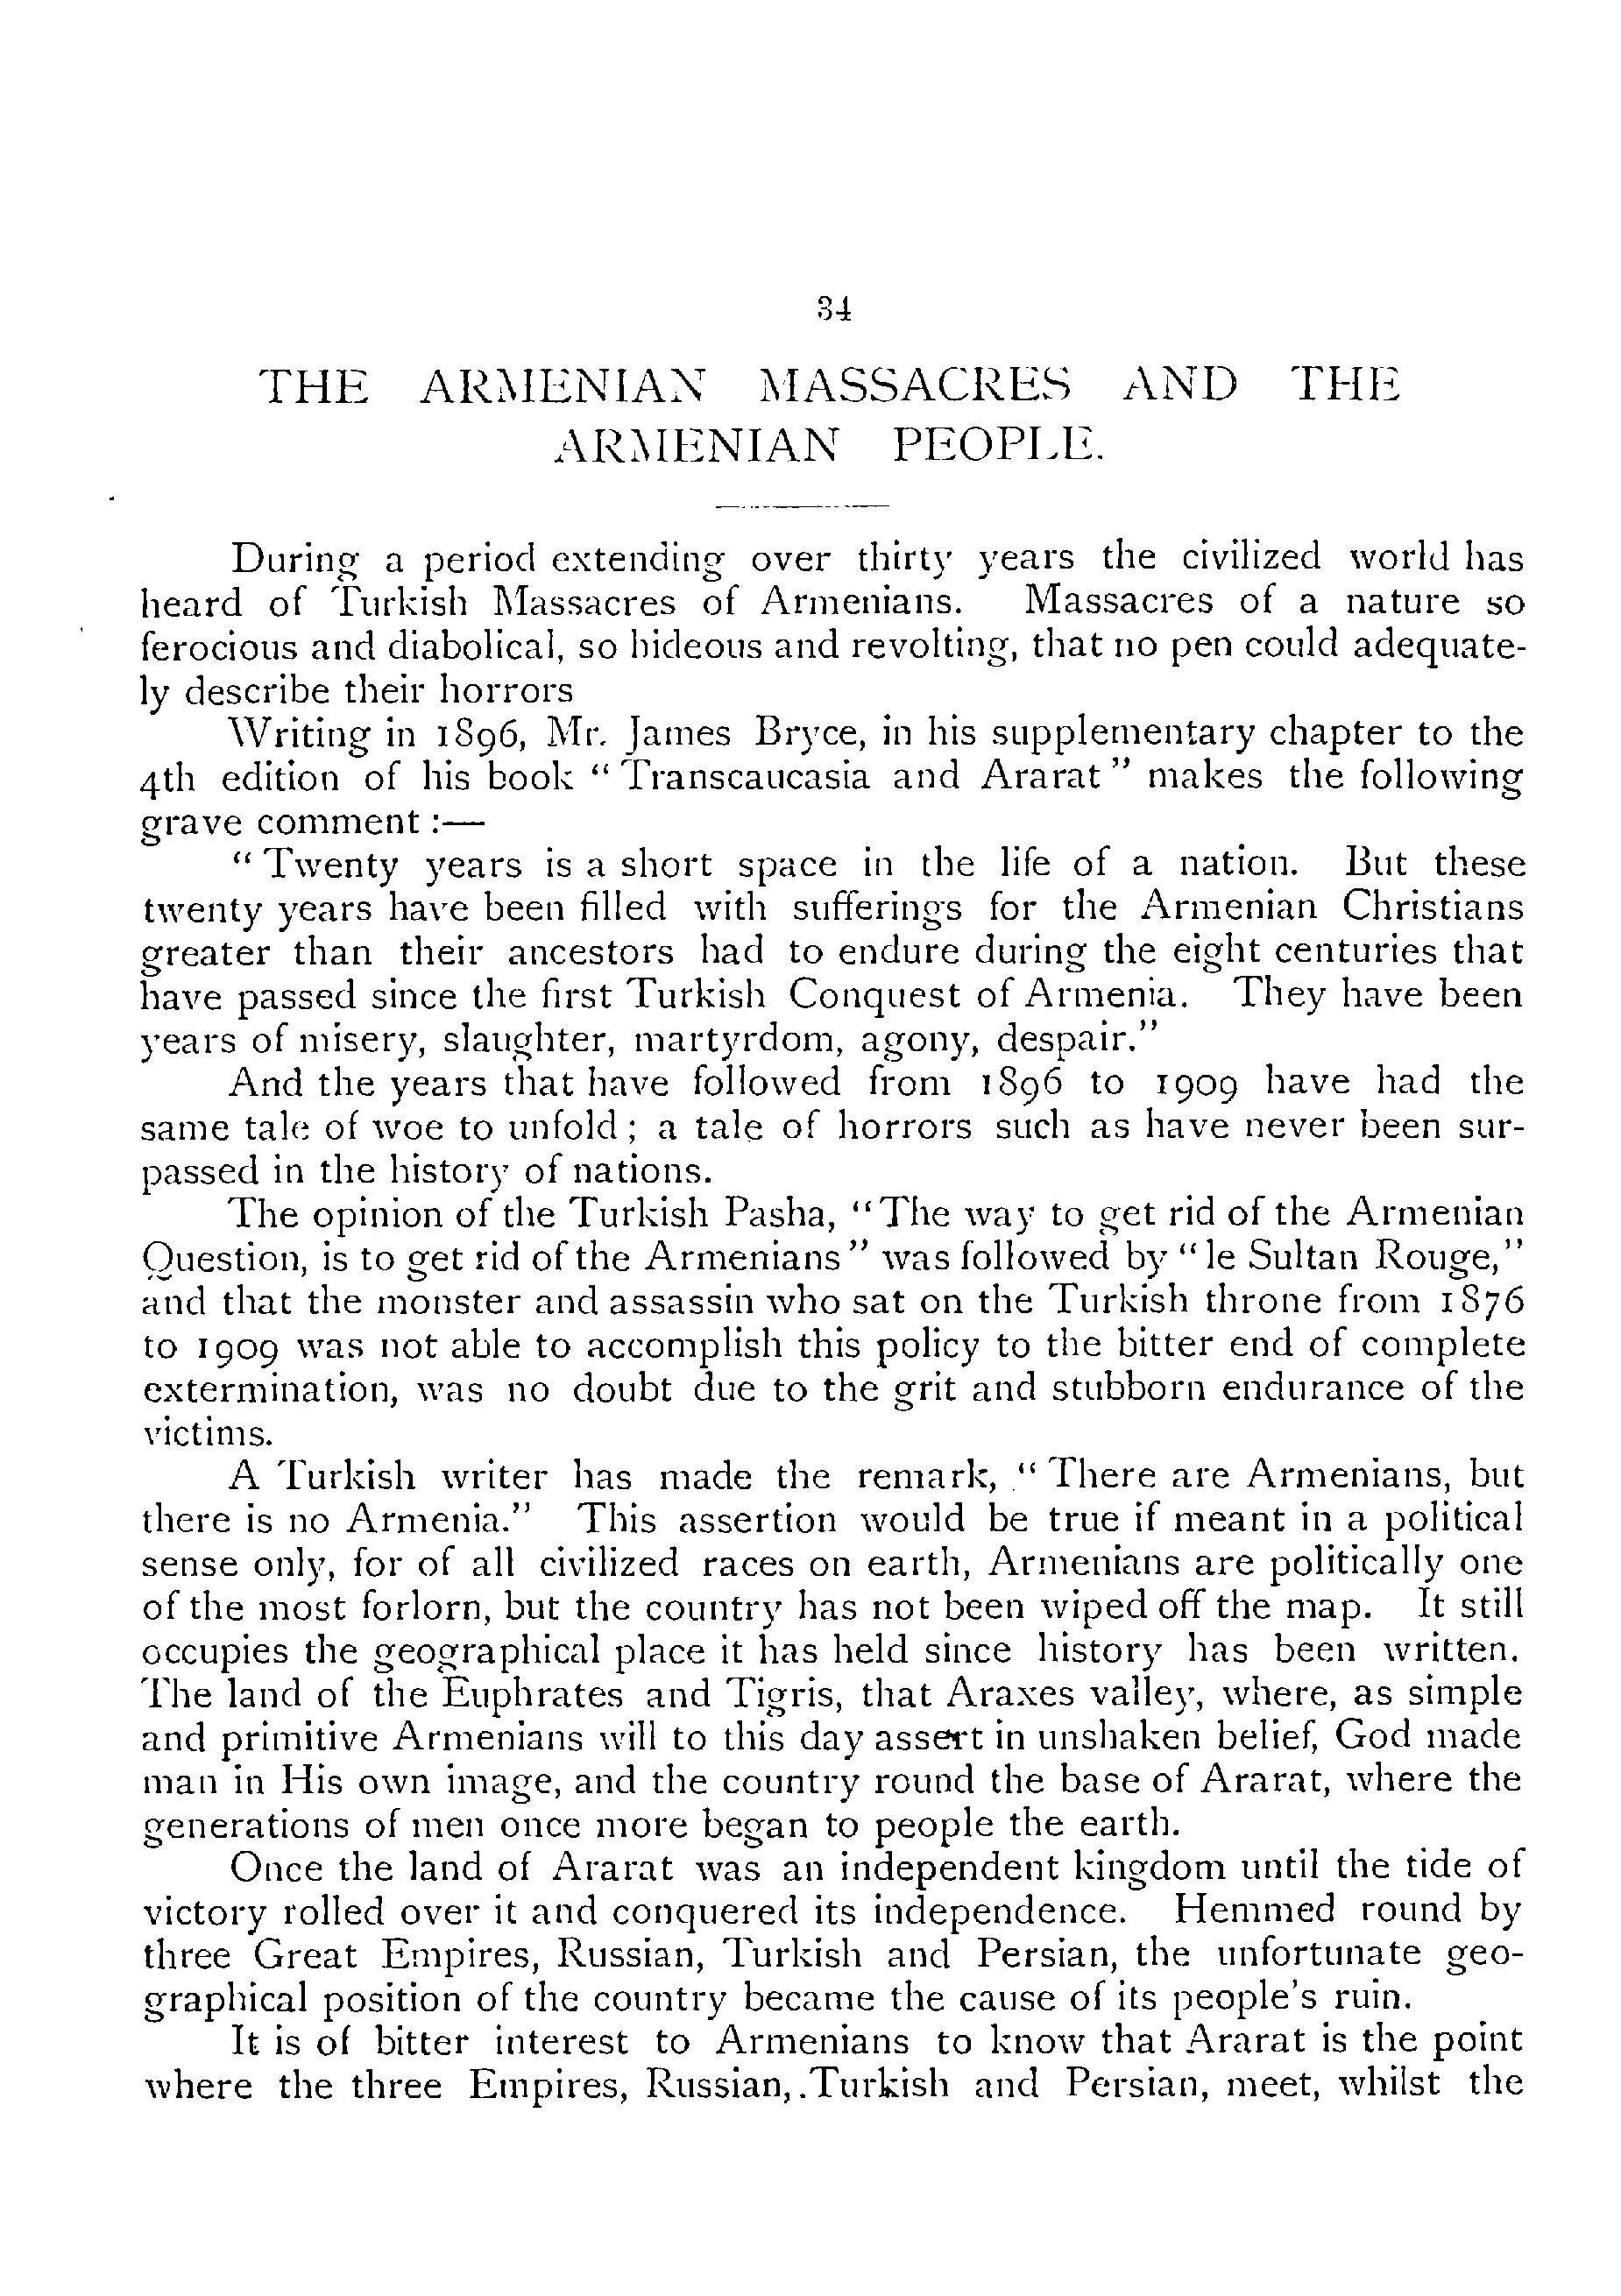 34
THE ARMENIAN MASSACRES AND THE
ARMENIAN PEOPLE.
During a period extending over thirty years the civilized world has
heard of Turkish Massacres of Armenians. Massacres of a nature so
ferocious and diabolical, so hideous and revolting, that no pen could adequate-
ly describe their horrors
Writing in 1896, Mr. James Bryce, in his supplementary chapter to the
4th edition of his book “ Transcaucasia and Ararat ” makes the following
grave comment :—
“ Twenty years is a short space in the life of a nation. But these
twenty years have been filled with sufferings for the Armenian Christians
greater than their ancestors had to endure during the eight centuries that
have passed since the first Turkish Conquest of Armenia. They have been
years of misery, slaughter, martyrdom, agony, despair.”
And the years that have followed from 1896 to 1909 have had the
same tale of woe to unfold ; a tale of horrors such as have never been sur-
passed in the history of nations.
The opinion of the Turkish Pasha, “The way to get rid of the Armenian
Question, is to get rid of the Armenians ” was followed by “ le Sultan Rouge,”
and that the monster and assassin who sat on the Turkish throne from 1876
to 1909 was not able to accomplish this policy to the bitter end of complete
extermination, was no doubt due to the grit and stubborn endurance of the
victims.
A Turkish writer has made the remark, “ There are Armenians, but
there is no Armenia.” This assertion would be true if meant in a political
sense only, for of all civilized races on earth, Armenians are politically one
of the most forlorn, but the country has not been wiped off the map. It still
occupies the geographical place it has held since history has been written.
The land of the Euphrates and Tigris, that Araxes valley, where, as simple
and primitive Armenians will to this day assert in unshaken belief, God made
man in His own image, and the country round the base of Ararat, where the
generations of men once more began to people the earth.
Once the land of Ararat was an independent kingdom until the tide of
victory rolled over it and conquered its independence. Hemmed round by
three Great Empires, Russian, Turkish and Persian, the unfortunate geo-
graphical position of the country became the cause of its people’s ruin.
It is of bitter interest to Armenians to know that Ararat is the point
where the three Empires, Russian, Turkish and Persian, meet, whilst the